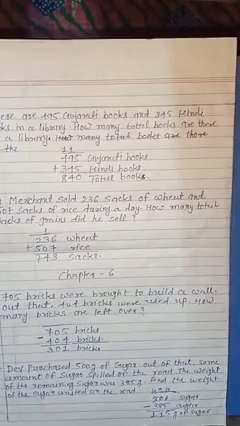 ere are 495 Gujarati books and 345 Hindi
ks in a library. How many total books are there
a library. How many total books are there
the
11
495 Gujarati books
+345 Hindi books
840 Total books.
Merchant sold 236 sacks of wheat and
507 sacks of rice during a day. How many total
sacks of grains did he sell?
1
236 wheat
+507 rice
743 sacks.
Chapter - 6
705 bricks were brought to build a wall.
out that, 404 bricks were used up. How
many bricks are left over?
705 bricks
- 404 bricks
301 bricks
Dev purchased 500g of Sugar out of that, some
amount of sugar spilled on the road. The weight
of the remaining sugar was 385g. Find the weight
of the sugar wasted on the road.
sugar
- 385 sugar
of sugar